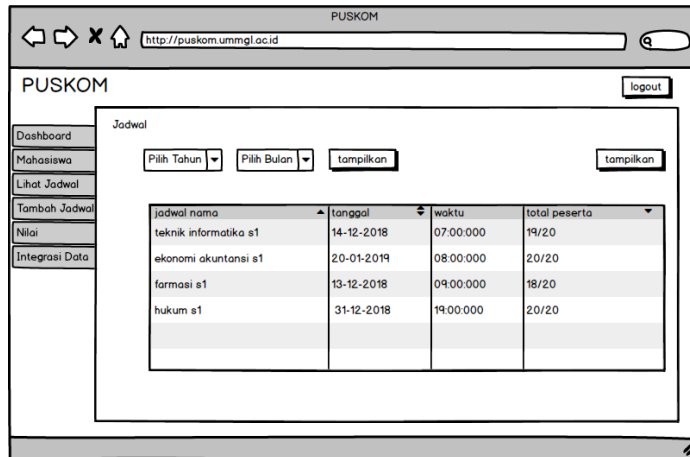 PUSKOM
http://puskom.ummgl.ac.id
PUSKOM
logout
Jadwal
Dashboard
Mahasiswa
Lihat Jadwal
Tambah Jadwal
Nilai
Integrasi Data
Pilih Tahun
Pilih Bulan
tampilkan
tampilkan
jadwal nama tanggal waktu total peserta
teknik informatika s1 14-12-2018 07:00:000 19/20
ekonomi akuntansi s1 20-01-2019 08:00:000 20/20
farmasi s1 13-12-2018 09:00:000 18/20
hukum s1 31-12-2018 19:00:000 20/20